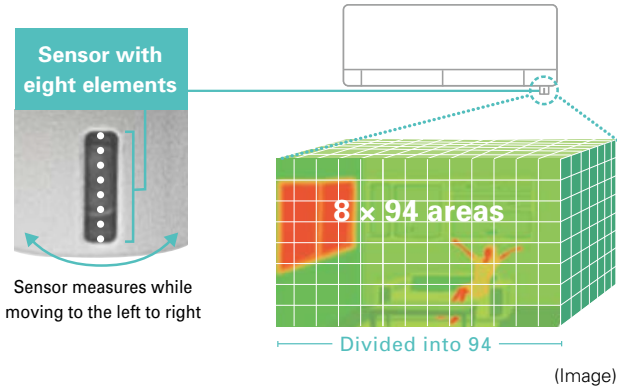 Sensor with
eight elements
8 × 94 areas
Sensor measures while
moving to the left to right
Divided into 94
(Image)